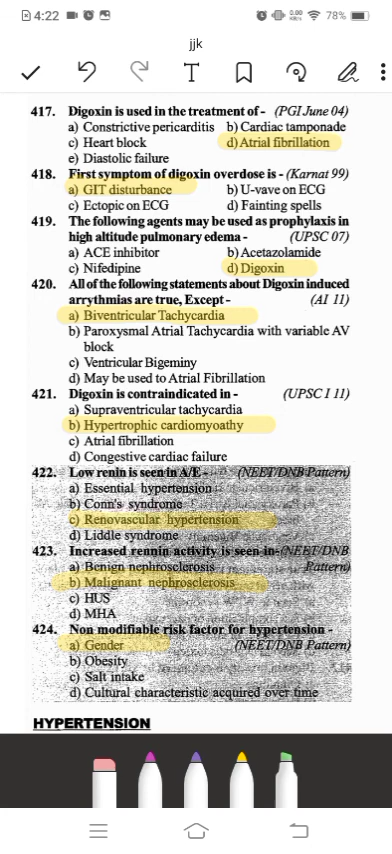 4:22
0.00
KB/s
78%
jjk
T
417. Digoxin is used in the treatment of - (PGI June 04)
a) Constrictive pericarditis b) Cardiac tamponade
c) Heart block d) Atrial fibrillation
e) Diastolic failure
418. First symptom of digoxin overdose is - (Karnat 99)
a) GIT disturbance b) U-vave on ECG
c) Ectopic on ECG d) Fainting spells
419. The following agents may be used as prophylaxis in
high altitude pulmonary edema - (UPSC 07)
a) ACE inhibitor b) Acetazolamide
c) Nifedipine d) Digoxin
420. All of the following statements about Digoxin induced
arrythmias are true, Except - (AI 11)
a) Biventricular Tachycardia
b) Paroxysmal Atrial Tachycardia with variable AV
block
c) Ventricular Bigeminy
d) May be used to Atrial Fibrillation
421. Digoxin is contraindicated in - (UPSC I 11)
a) Supraventricular tachycardia
b) Hypertrophic cardiomyoathy
c) Atrial fibrillation
d) Congestive cardiac failure
422. Low renin is seen in A/E - (NEET/DNB Pattern)
a) Essential hypertension
b) Conn's syndrome
c) Renovascular hypertension
d) Liddle syndrome
423. Increased rennin activity is seen in- (NEET/DNB
a) Benign nephrosclerosis Pattern)
b) Malignant nephrosclerosis
c) HUS
d) MHA
424. Non modifiable risk factor for hypertension -
a) Gender (NEET/DNB Pattern)
b) Obesity
c) Salt intake
d) Cultural characteristic acquired over time
HYPERTENSION